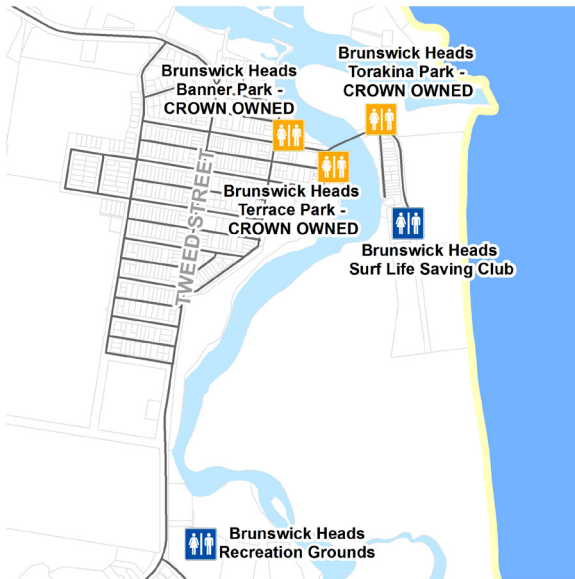 Brunswick Heads
Torakina Park -
CROWN OWNED
Brunswick Heads
Banner Park -
CROWN OWNED
Brunswick Heads
Terrace Park -
CROWN OWNED
TWEED STREET
Brunswick Heads
Surf Life Saving Club
Brunswick Heads
Recreation Grounds